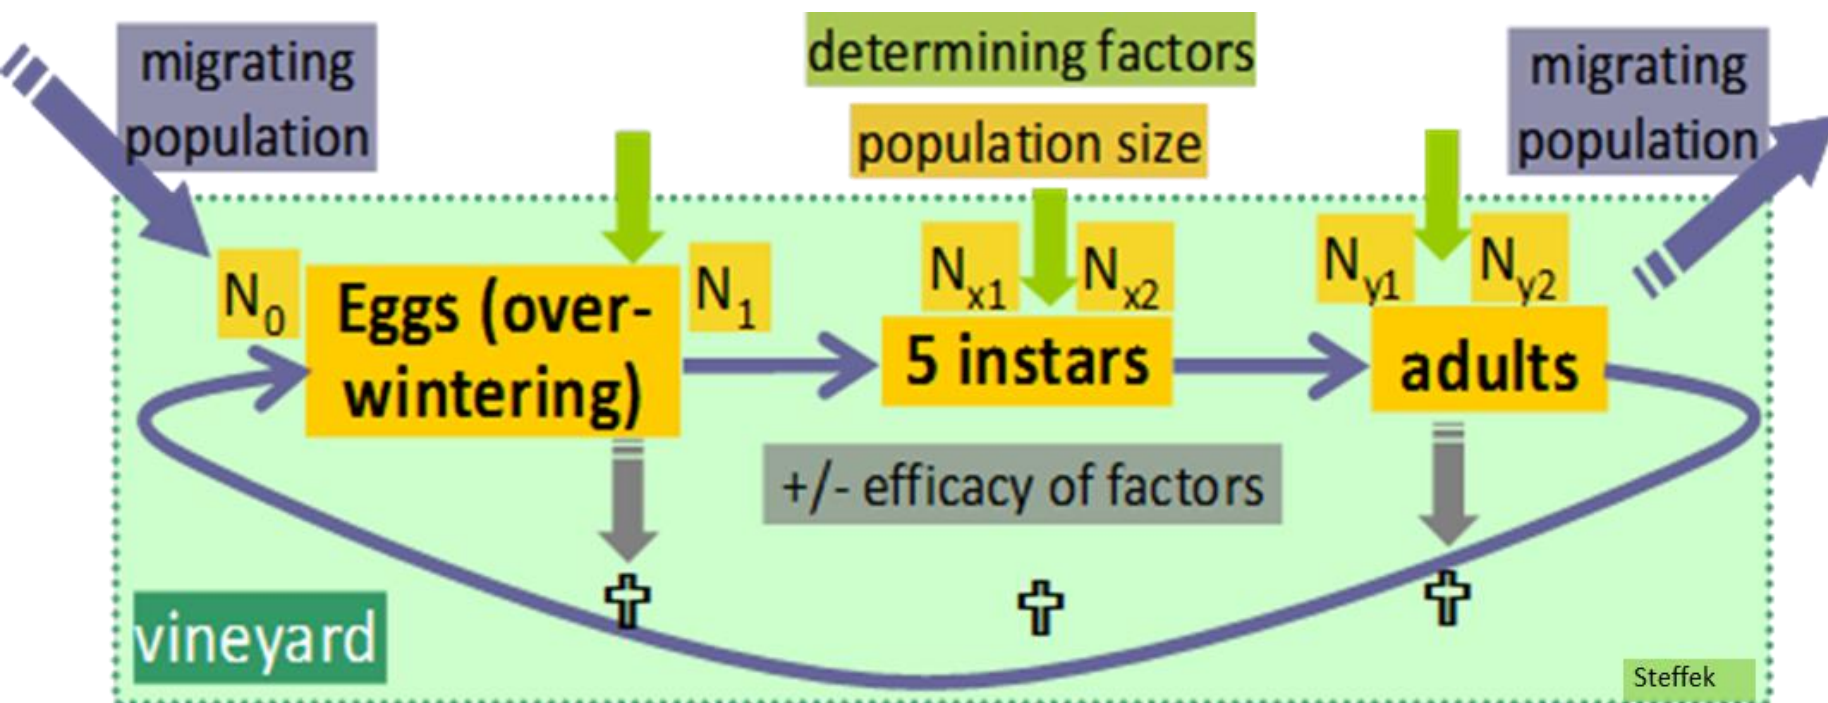 migrating
population
determining factors
population size
migrating
population
N0
Eggs (over-
wintering)
N1
Nx1
Nx2
5 instars
Ny1
Ny2
adults
+/- efficacy of factors
vineyard
Steffek